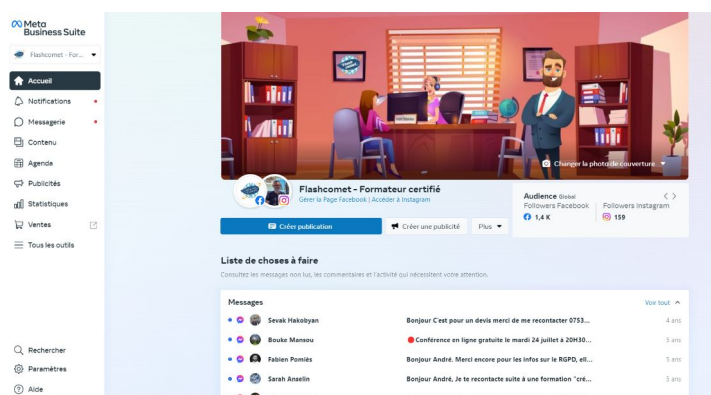 Meta
Business Suite
Flashcomet - For...
Accueil
Notifications
Messagerie
Contenu
Agenda
Publicités
Statistiques
Ventes
Tous les outils
Rechercher
Paramètres
Aide
Changer la photo de couverture
Flashcomet - Formateur certifié
Gérer la Page Facebook | Accéder à Instagram
Créer publication
Créer une publicité
Plus
Audience Global
Followers Facebook
1,4 K
Followers Instagram
159
Liste de choses à faire
Consultez les messages non lus, les commentaires et l'activité qui nécessitent votre attention.
Messages
Voir tout
Sevak Hakobyan Bonjour C'est pour un devis merci de me recontacter 0753... 4 ans
Bouke Mansou Conférence en ligne gratuite le mardi 24 juillet à 20H30... 5 ans
Fabien Pomiès Bonjour André. Merci encore pour les infos sur le RGPD, ell... 5 ans
Sarah Anselin Bonjour André, Je te recontacte suite à une formation "cré... 5 ans